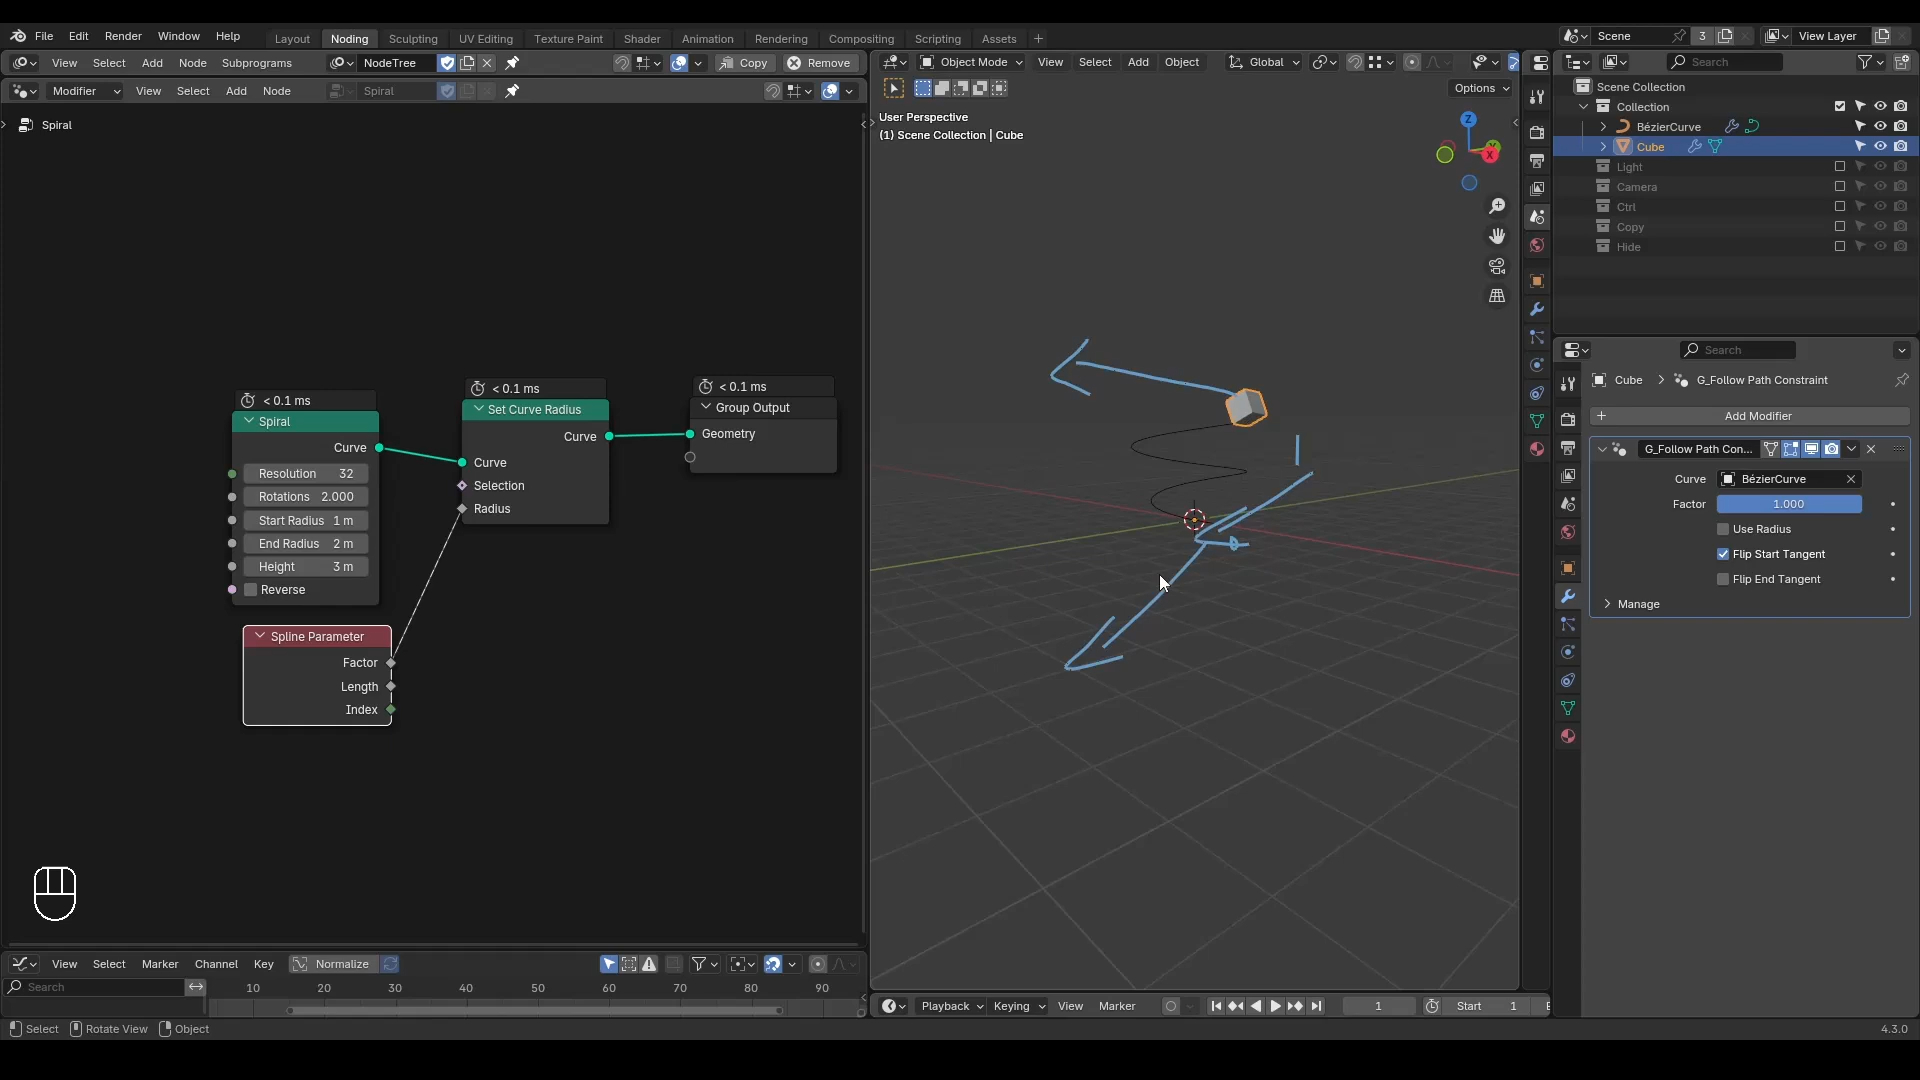 File Edit Render Window Help Layout Noding Sculpting UV Editing Texture Paint Shader Animation Rendering Compositing Scripting Assets + Scene 3 View Layer
View Select Add Node Subprograms NodeTree Copy Remove
Modifier View Select Add Node Spiral
Spiral
< 0.1 ms
Spiral
Curve
Resolution 32
Rotations 2.000
Start Radius 1 m
End Radius 2 m
Height 3 m
Reverse
Spline Parameter
Factor
Length
Index
< 0.1 ms
Set Curve Radius
Curve
Curve
Selection
Radius
< 0.1 ms
Group Output
Geometry
Object Mode View Select Add Object Global
Options
User Perspective
(1) Scene Collection | Cube
Z
X
Search
Scene Collection
Collection
BézierCurve
Cube
Light
Camera
Ctrl
Copy
Hide
Search
Cube > G_Follow Path Constraint
+ Add Modifier
G_Follow Path Con...
Curve BézierCurve
Factor 1.000
Use Radius
Flip Start Tangent
Flip End Tangent
Manage
View Select Marker Channel Key Normalize
Search 10 20 30 40 50 60 70 80 90
Playback Keying View Marker 1 Start 1
Select Rotate View Object 4.3.0